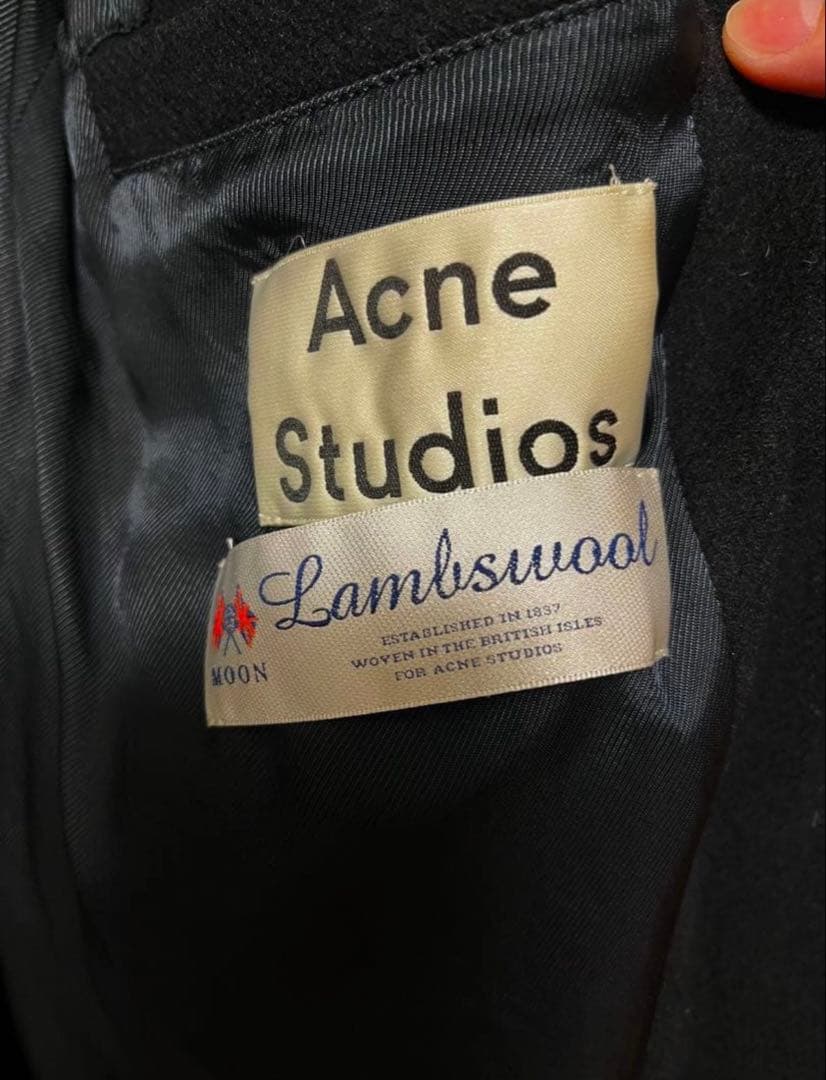 Acne
Studios
Lambswool
MOON
ESTABLISHED IN 1837
WOVEN IN THE BRITISH ISLES
FOR ACNE STUDIOS